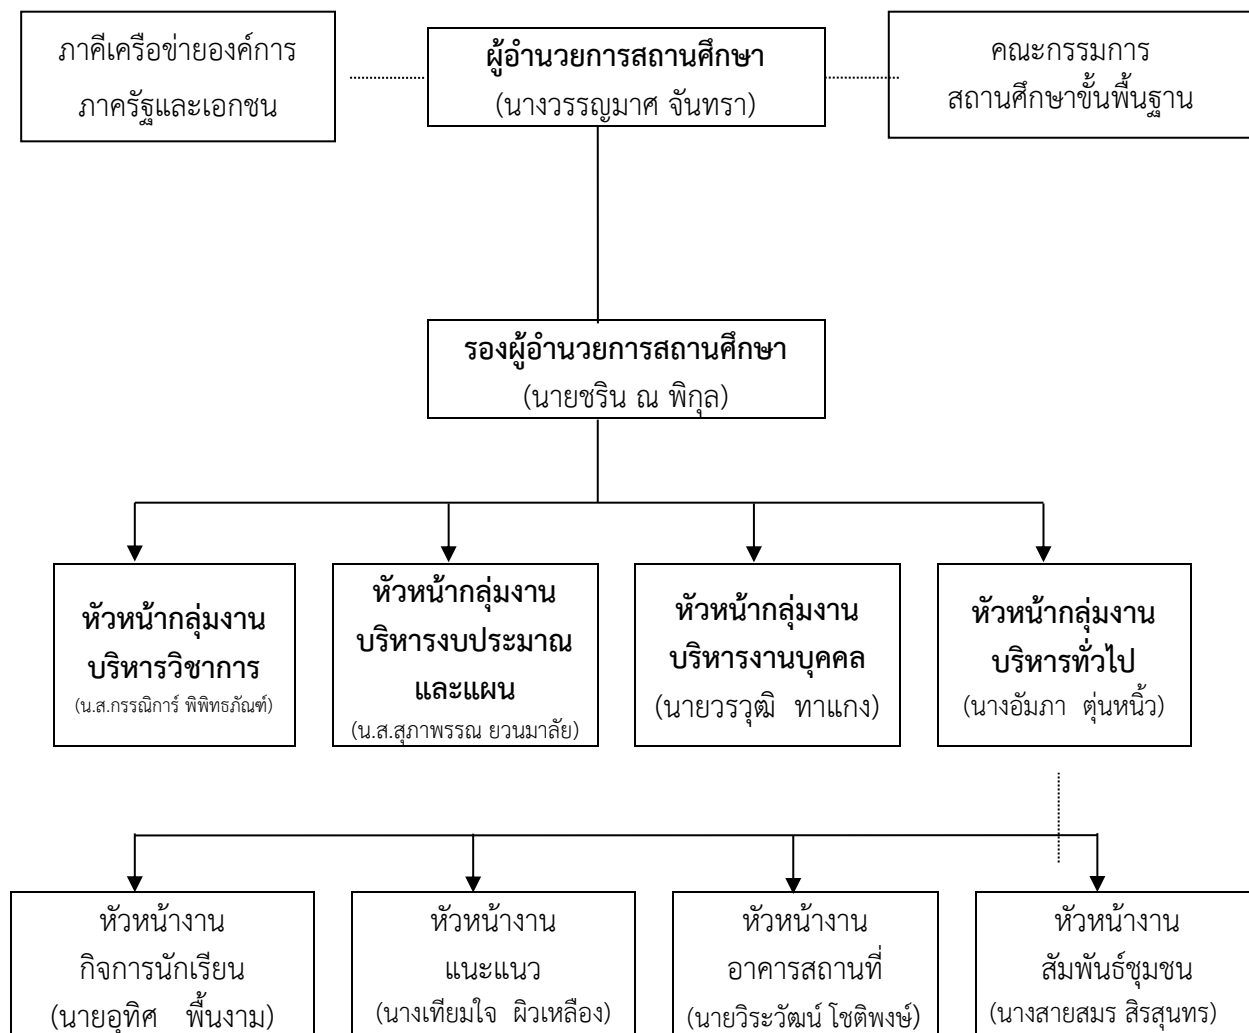 ภาคีเครือข่ายองค์การ
ภาครัฐและเอกชน
ผู้อำนวยการสถานศึกษา
(นางวรรญมาศ จันทรา)
คณะกรรมการ
สถานศึกษาขั้นพื้นฐาน
รองผู้อำนวยการสถานศึกษา
(นายชริน ณ พิกุล)
หัวหน้ากลุ่มงาน
บริหารวิชาการ
(น.ส.กรรณิการ์ พิพิทธภัณฑ์)
หัวหน้ากลุ่มงาน
บริหารงบประมาณ
และแผน
(น.ส.สุภาพรรณ ยวนมาลัย)
หัวหน้ากลุ่มงาน
บริหารงานบุคคล
(นายวรวุฒิ ทาแกง)
หัวหน้ากลุ่มงาน
บริหารทั่วไป
(นางอัมภา ตุ่นหนิ้ว)
หัวหน้างาน
กิจการนักเรียน
(นายอุทิศ พื้นงาม)
หัวหน้างาน
แนะแนว
(นางเทียมใจ ผิวเหลือง)
หัวหน้างาน
อาคารสถานที่
(นายวิระวัฒน์ โชติพงษ์)
หัวหน้างาน
สัมพันธ์ชุมชน
(นางสายสมร สิรสุนทร)